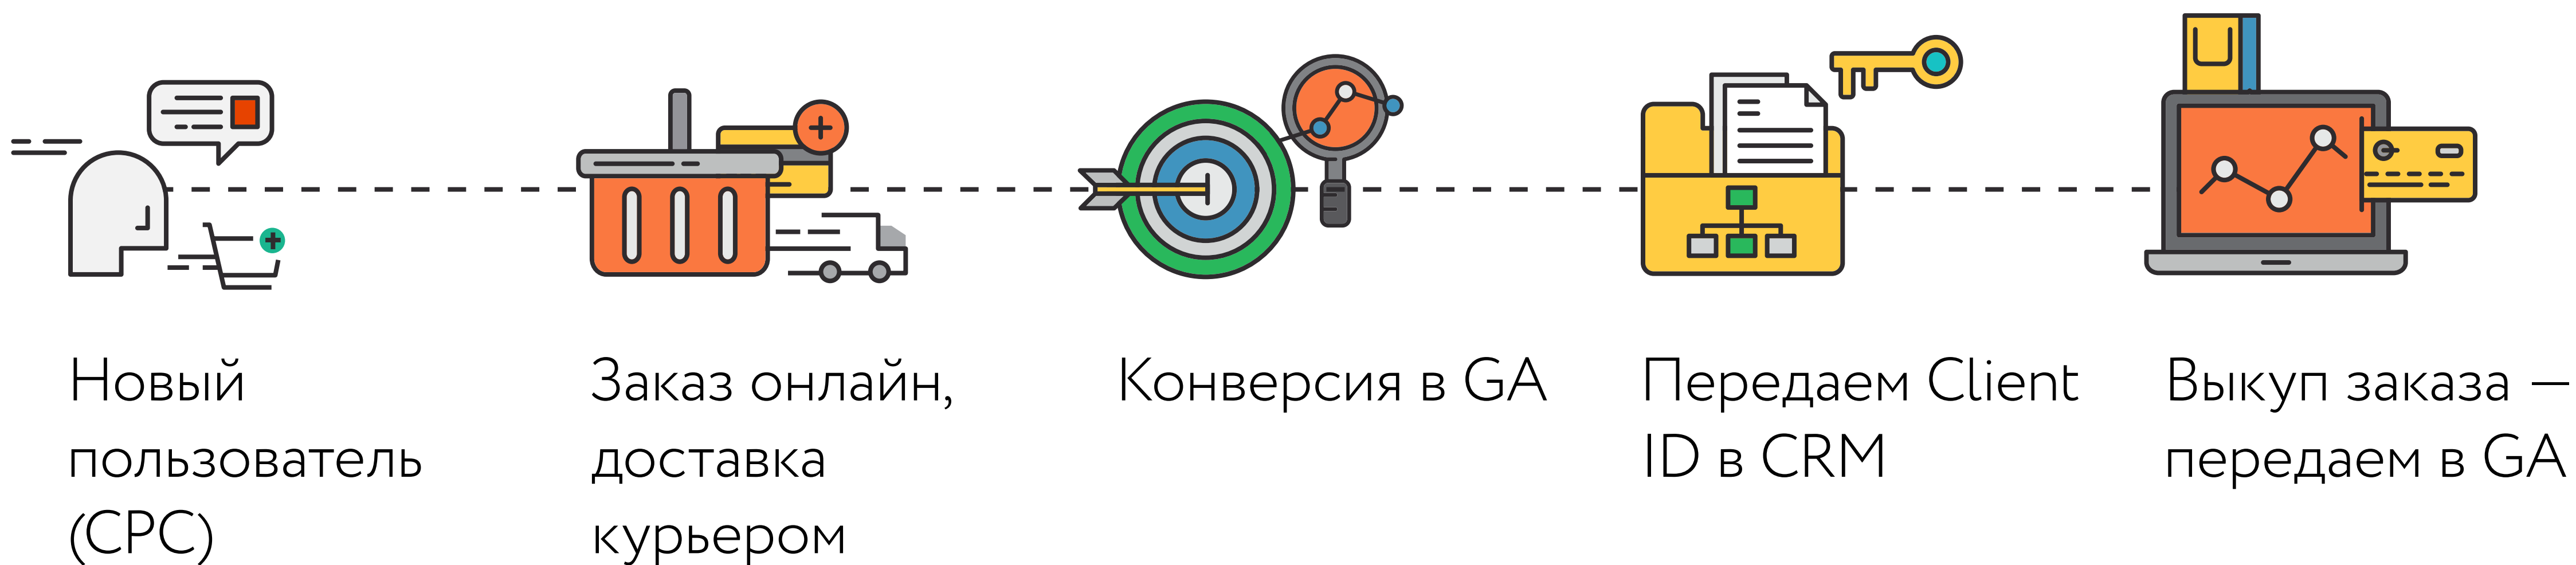 Новый
пользователь
(CPC)
Заказ онлайн,
доставка
курьером
Конверсия в GA
Передаем Client
ID в CRM
Выкуп заказа —
передаем в GA